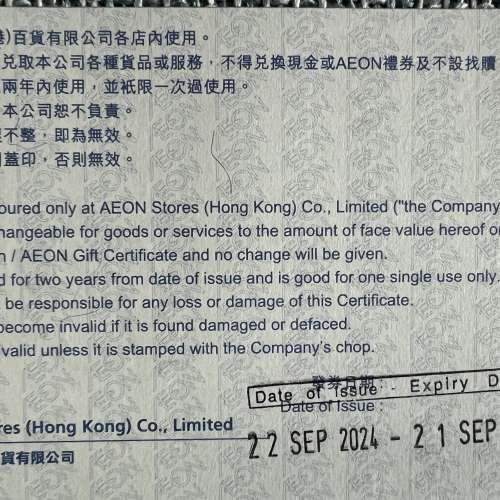 )百貨有限公司各店內使用。
兌取本公司各種貨品或服務，不得兌換現金或AEON禮券及不設找贖
兩年內使用，並衹限一次過使用。
本公司恕不負責。
不整，即為無效。
蓋印，否則無效。
oured only at AEON Stores (Hong Kong) Co., Limited ("the Company
hangeable for goods or services to the amount of face value hereof on
n / AEON Gift Certificate and no change will be given.
d for two years from date of issue and is good for one single use only.
be responsible for any loss or damage of this Certificate.
become invalid if it is found damaged or defaced.
valid unless it is stamped with the Company's chop.
發券日期：
Date of Issue - Expiry D
Date of Issue :
res (Hong Kong) Co., Limited
22 SEP 2024 - 21 SEP
貨有限公司